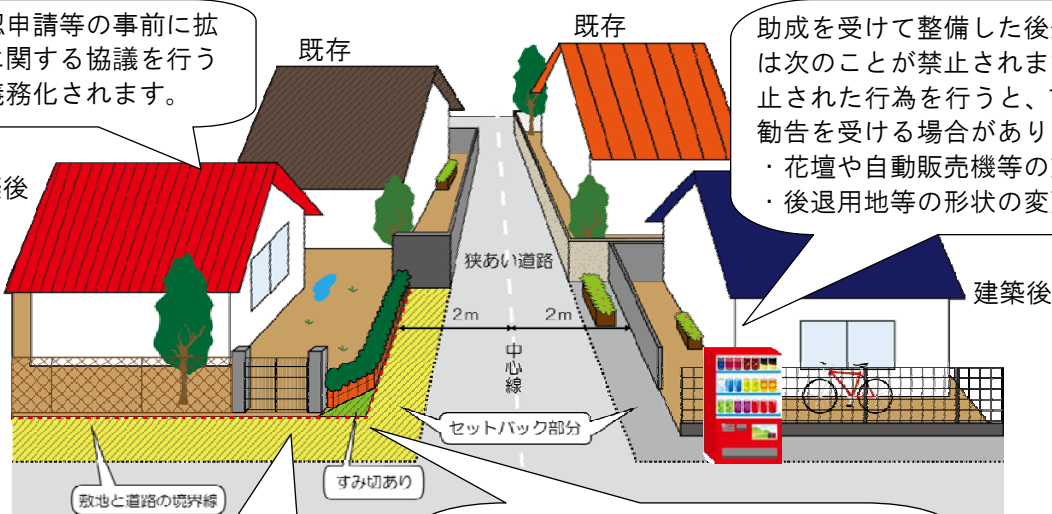 認申請等の事前に拡
に関する協議を行う
義務化されます。
既存
既存
助成を受けて整備した後
は次のことが禁止されま
止された行為を行うと、
勧告を受ける場合があり
・花壇や自動販売機等の
・後退用地等の形状の変
後
狭あい道路
建築後
2m
2m
中心線
セットバック部分
すみ切あり
敷地と道路の境界線